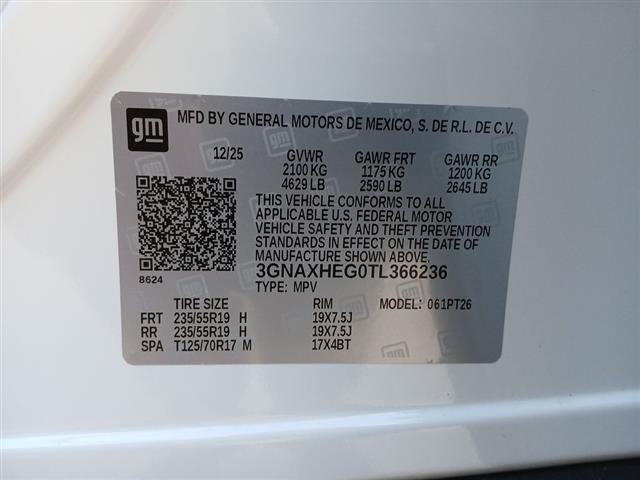 gm
MFD BY GENERAL MOTORS DE MEXICO, S. DE R.L. DE C.V.
12/25 GVWR GAWR FRT GAWR RR
2100 KG 1175 KG 1200 KG
4629 LB 2590 LB 2645 LB
THIS VEHICLE CONFORMS TO ALL
APPLICABLE U.S. FEDERAL MOTOR
VEHICLE SAFETY AND THEFT PREVENTION
STANDARDS IN EFFECT ON THE DATE OF
MANUFACTURE SHOWN ABOVE.
8624 3GNAXHEG0TL366236
TYPE: MPV
TIRE SIZE RIM MODEL: 061PT26
FRT 235/55R19 H 19X7.5J
RR 235/55R19 H 19X7.5J
SPA T125/70R17 M 17X4BT